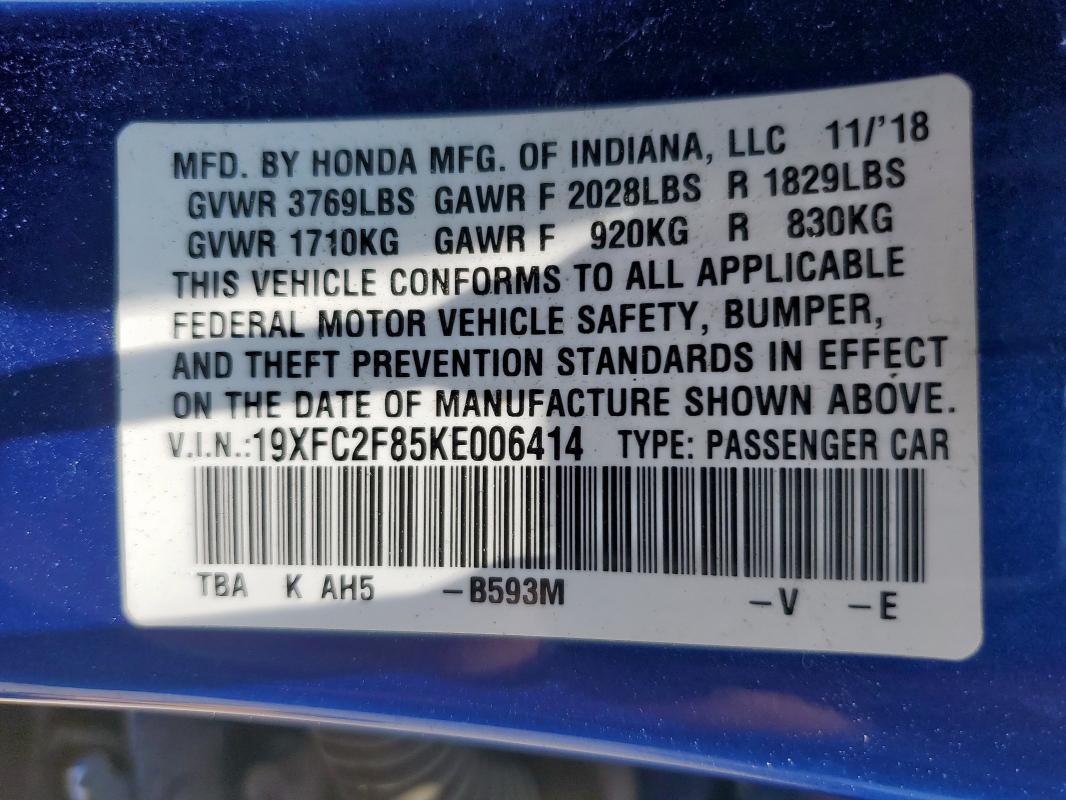 MFD. BY HONDA MFG. OF INDIANA, LLC 11/'18
GVWR 3769LBS GAWR F 2028LBS R 1829LBS
GVWR 1710KG GAWR F 920KG R 830KG
THIS VEHICLE CONFORMS TO ALL APPLICABLE
FEDERAL MOTOR VEHICLE SAFETY, BUMPER,
AND THEFT PREVENTION STANDARDS IN EFFECT
ON THE DATE OF MANUFACTURE SHOWN ABOVE.
V.I.N.:19XFC2F85KE006414 TYPE: PASSENGER CAR
TBA K AH5 -B593M -V -E